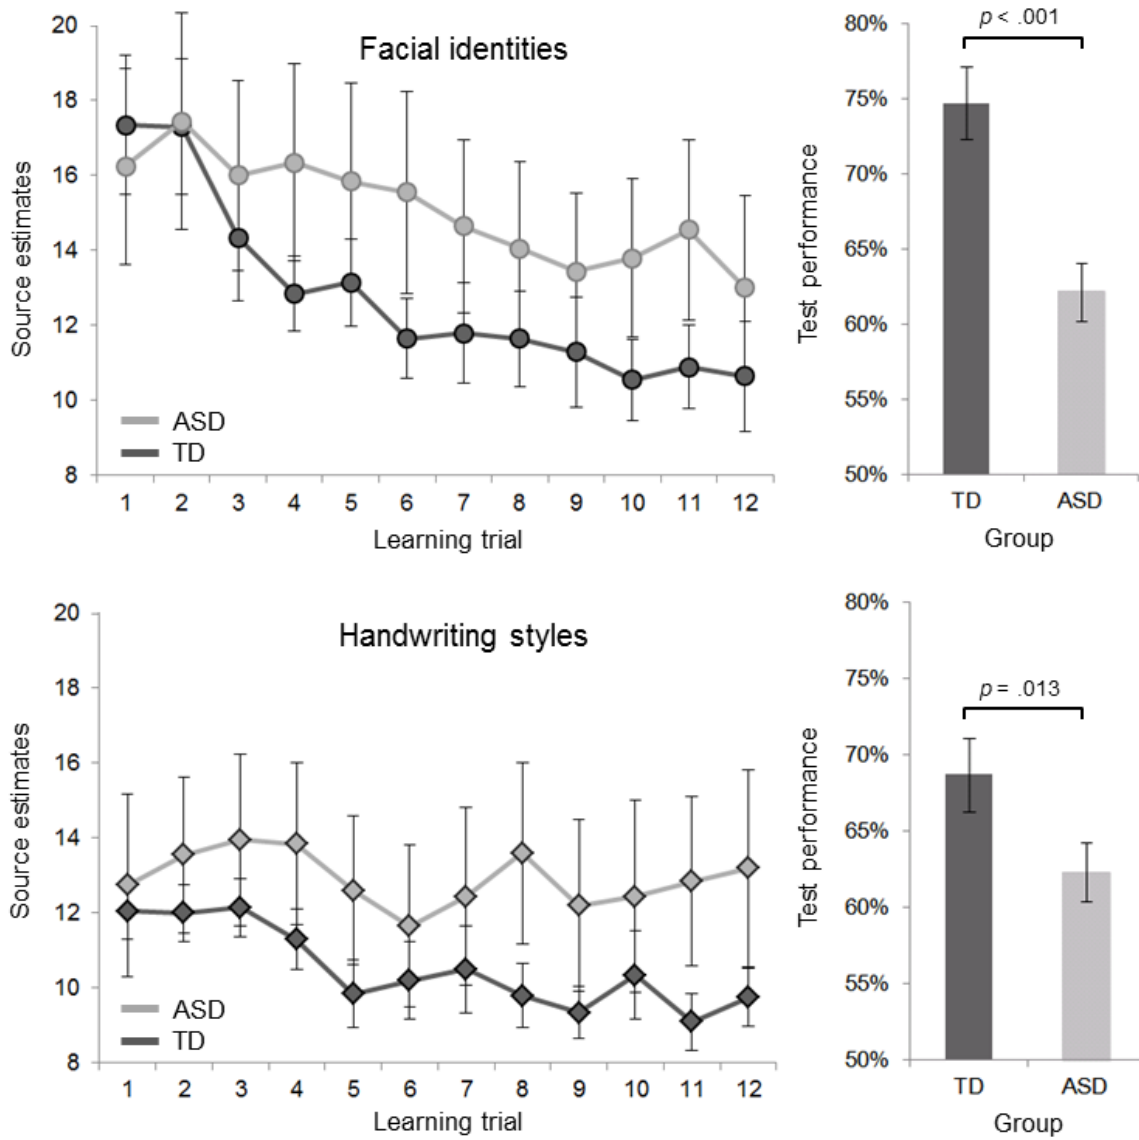 Facial identities
Source estimates
20
18
16
14
12
10
8
ASD
TD
1 2 3 4 5 6 7 8 9 10 11 12
Learning trial
p < .001
Test performance
80%
75%
70%
65%
60%
55%
50%
TD ASD
Group
Handwriting styles
Source estimates
20
18
16
14
12
10
8
ASD
TD
1 2 3 4 5 6 7 8 9 10 11 12
Learning trial
p = .013
Test performance
80%
75%
70%
65%
60%
55%
50%
TD ASD
Group